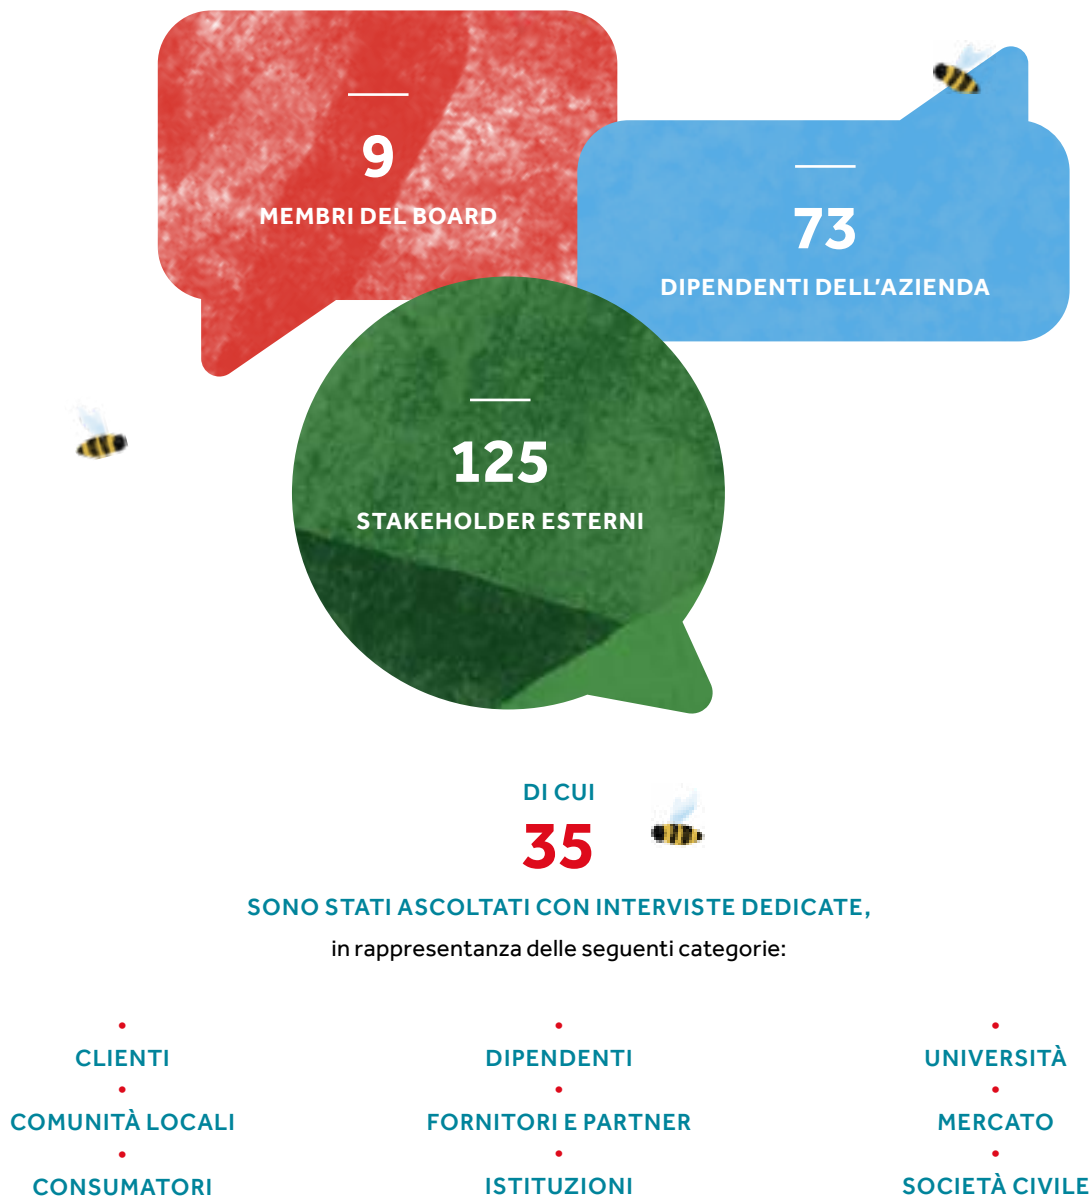 9
MEMBRI DEL BOARD
73
DIPENDENTI DELL'AZIENDA
125
STAKEHOLDER ESTERNI
DI CUI
35
SONO STATI ASCOLTATI CON INTERVISTE DEDICATE,
in rappresentanza delle seguenti categorie:
•
CLIENTI
•
COMUNITÀ LOCALI
•
CONSUMATORI
•
DIPENDENTI
•
FORNITORI E PARTNER
•
ISTITUZIONI
•
UNIVERSITÀ
•
MERCATO
•
SOCIETÀ CIVILE